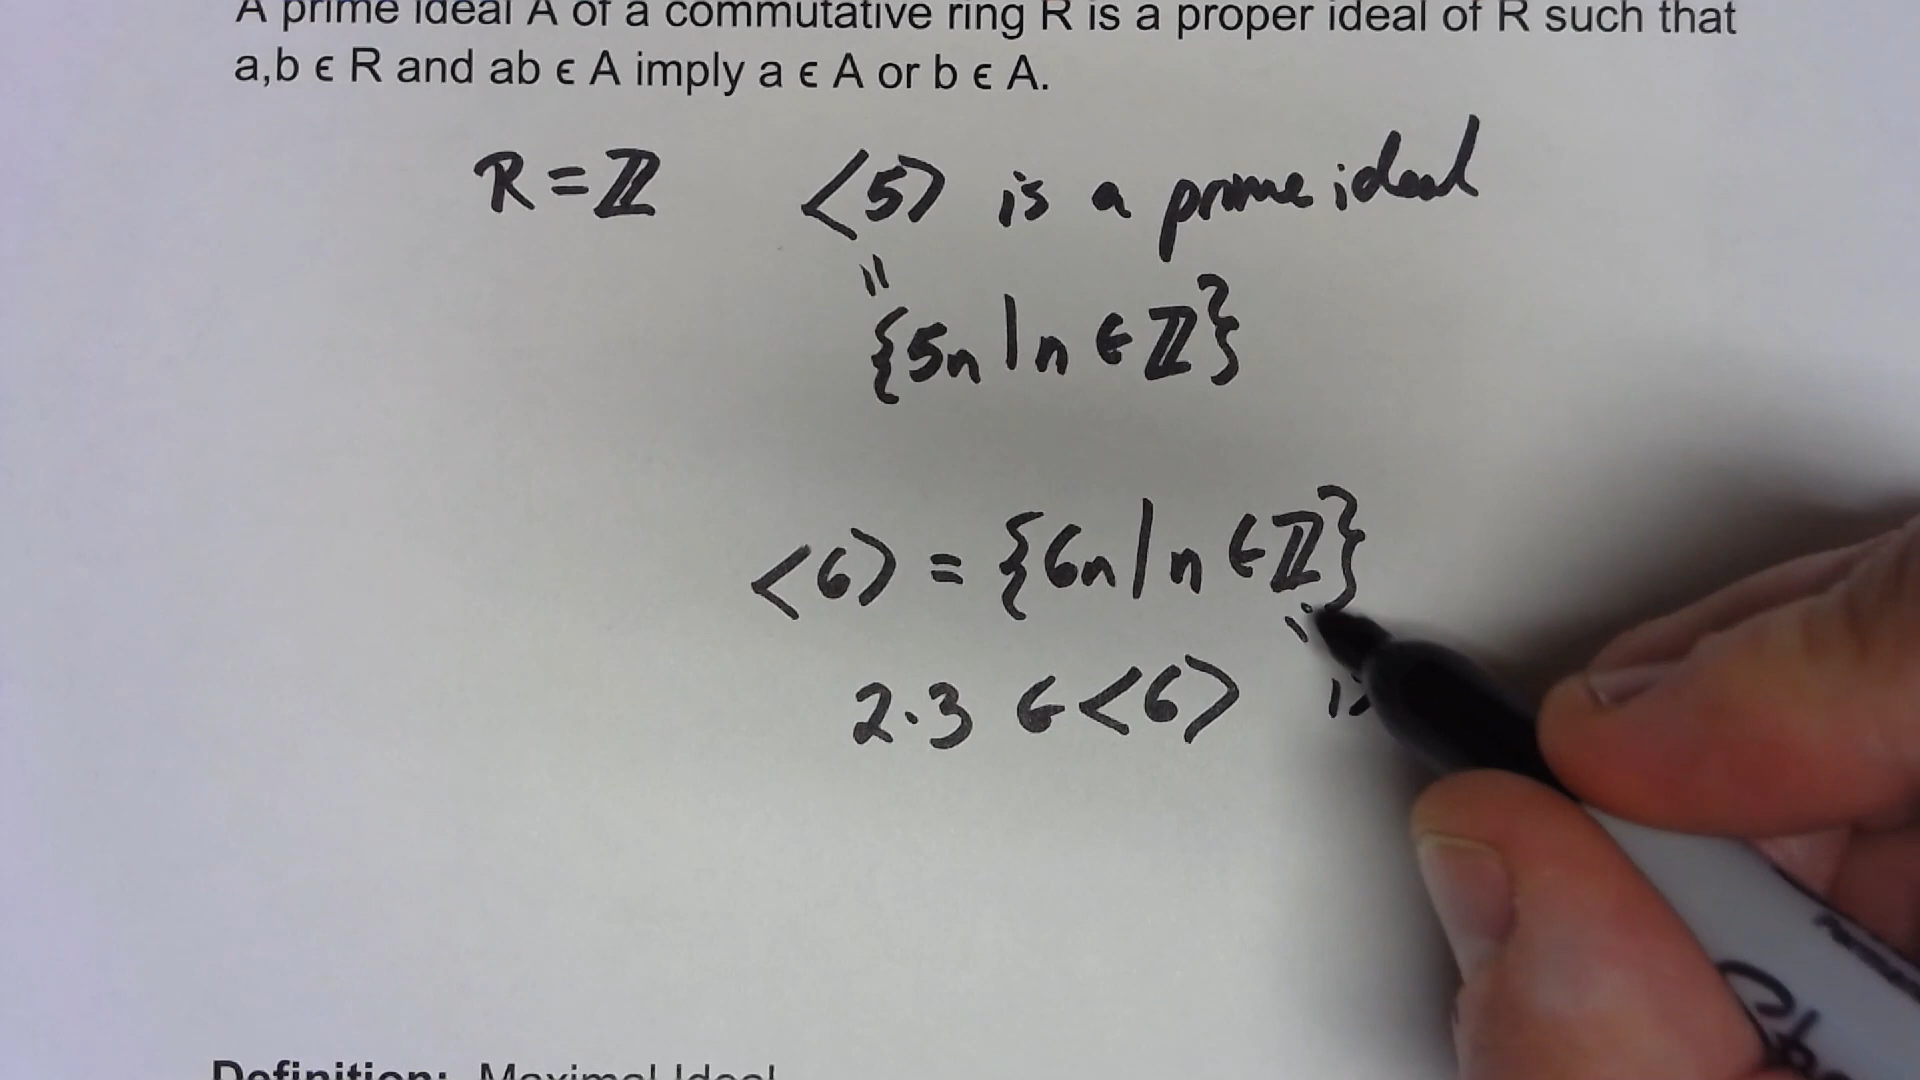 A prime ideal A of a commutative ring R is a proper ideal of R such that
a,b ϵ R and ab ϵ A imply a ϵ A or b ϵ A.
R = ℤ <5> is a prime ideal
=
{5n | n ∈ ℤ}
<6> = {6n | n ∈ ℤ}
2·3 ∈ <6>
Definition: Maximal Ideal